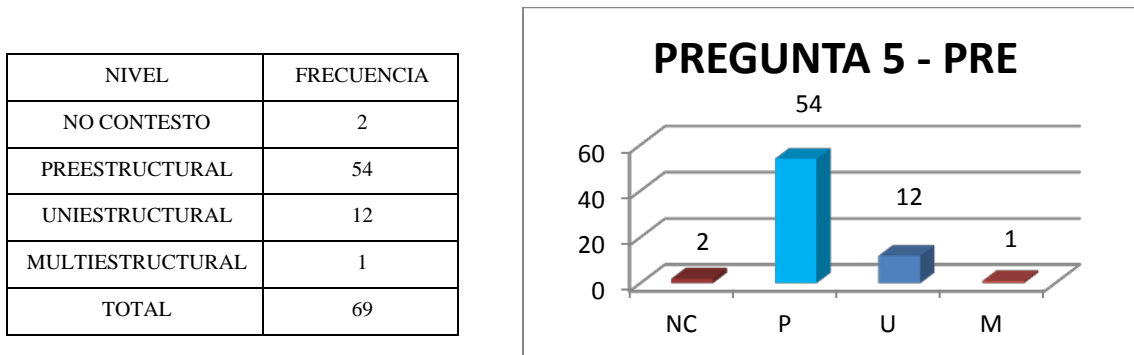 NIVEL FRECUENCIA
NO CONTESTO 2
PREESTRUCTURAL 54
UNIESTRUCTURAL 12
MULTIESTRUCTURAL 1
TOTAL 69
PREGUNTA 5 - PRE
54
60
40
12
20
2
1
0
NC P U M